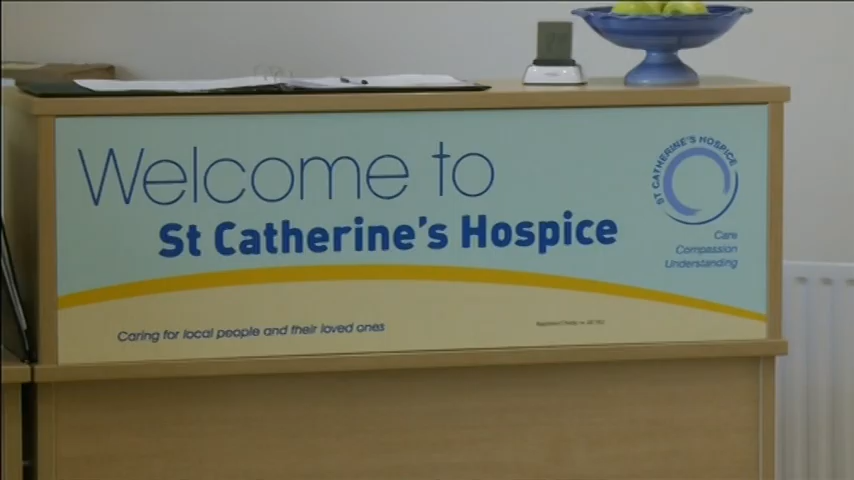 Welcome to
St Catherine's Hospice
ST CATHERINE'S HOSPICE
Care
Compassion
Understanding
Caring for local people and their loved ones